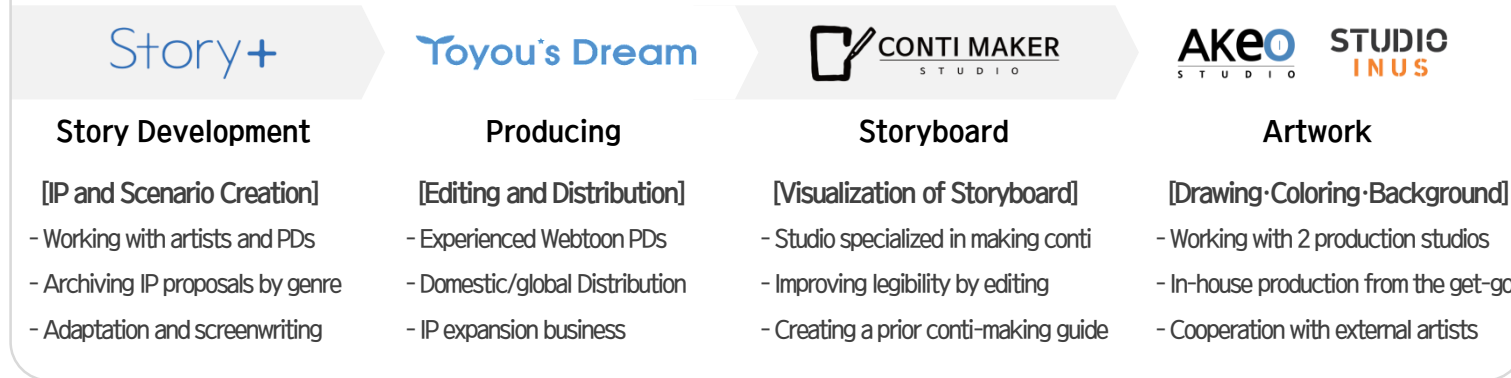 Story+
Toyou's Dream
CONTI MAKER
STUDIO
AKEO
STUDIO
STUDIO
INUS
Story Development
[IP and Scenario Creation]
- Working with artists and PDs
- Archiving IP proposals by genre
- Adaptation and screenwriting
Producing
[Editing and Distribution]
- Experienced Webtoon PDs
- Domestic/global Distribution
- IP expansion business
Storyboard
[Visualization of Storyboard]
- Studio specialized in making conti
- Improving legibility by editing
- Creating a prior conti-making guide
Artwork
[Drawing·Coloring·Background]
- Working with 2 production studios
- In-house production from the get-go
- Cooperation with external artists